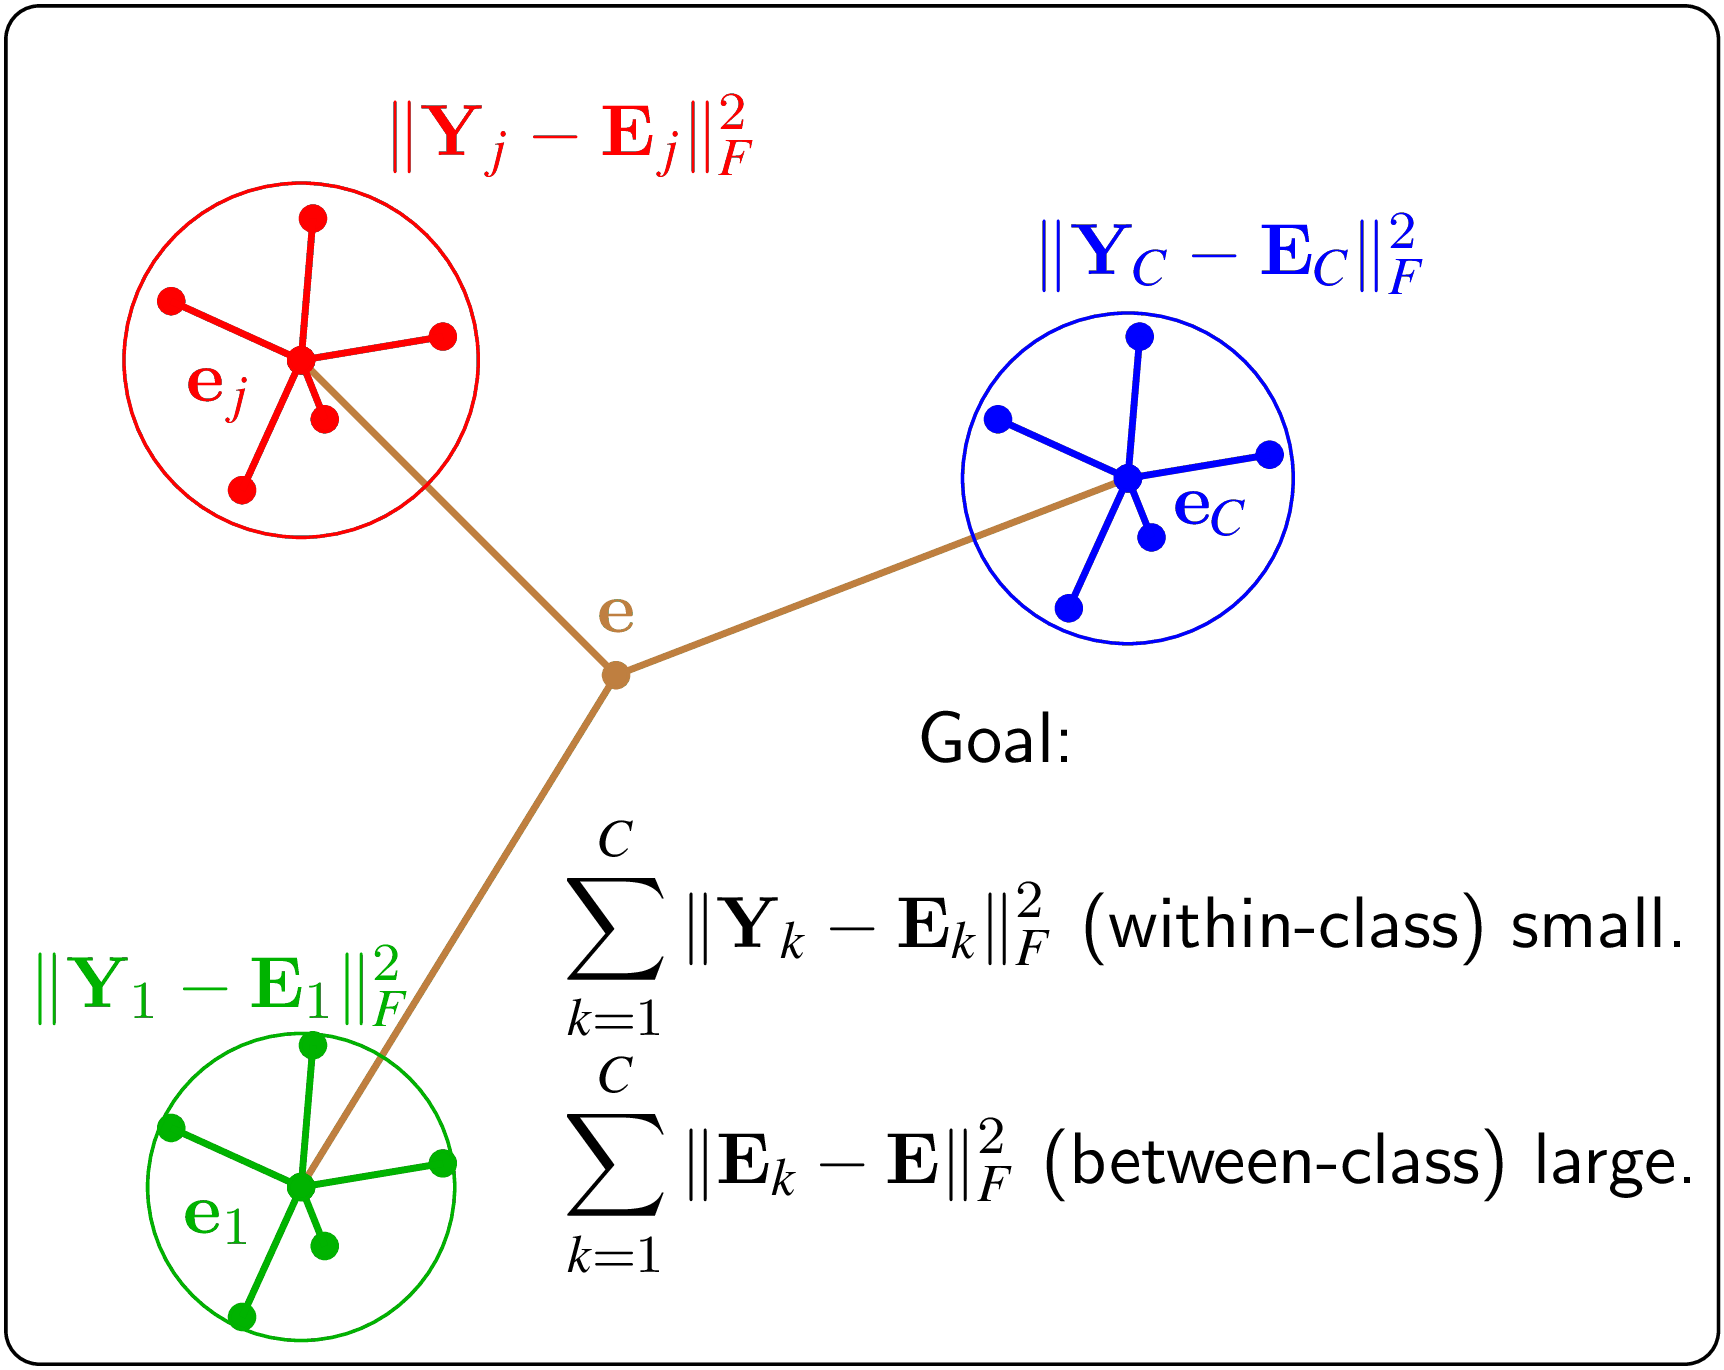 ‖Y_j − E_j‖_F^2
‖Y_C − E_C‖_F^2
e_j
e_C
e
Goal:
∑_{k=1}^{C} ‖Y_k − E_k‖_F^2 (within-class) small.
‖Y_1 − E_1‖_F^2
∑_{k=1}^{C} ‖E_k − E‖_F^2 (between-class) large.
e_1